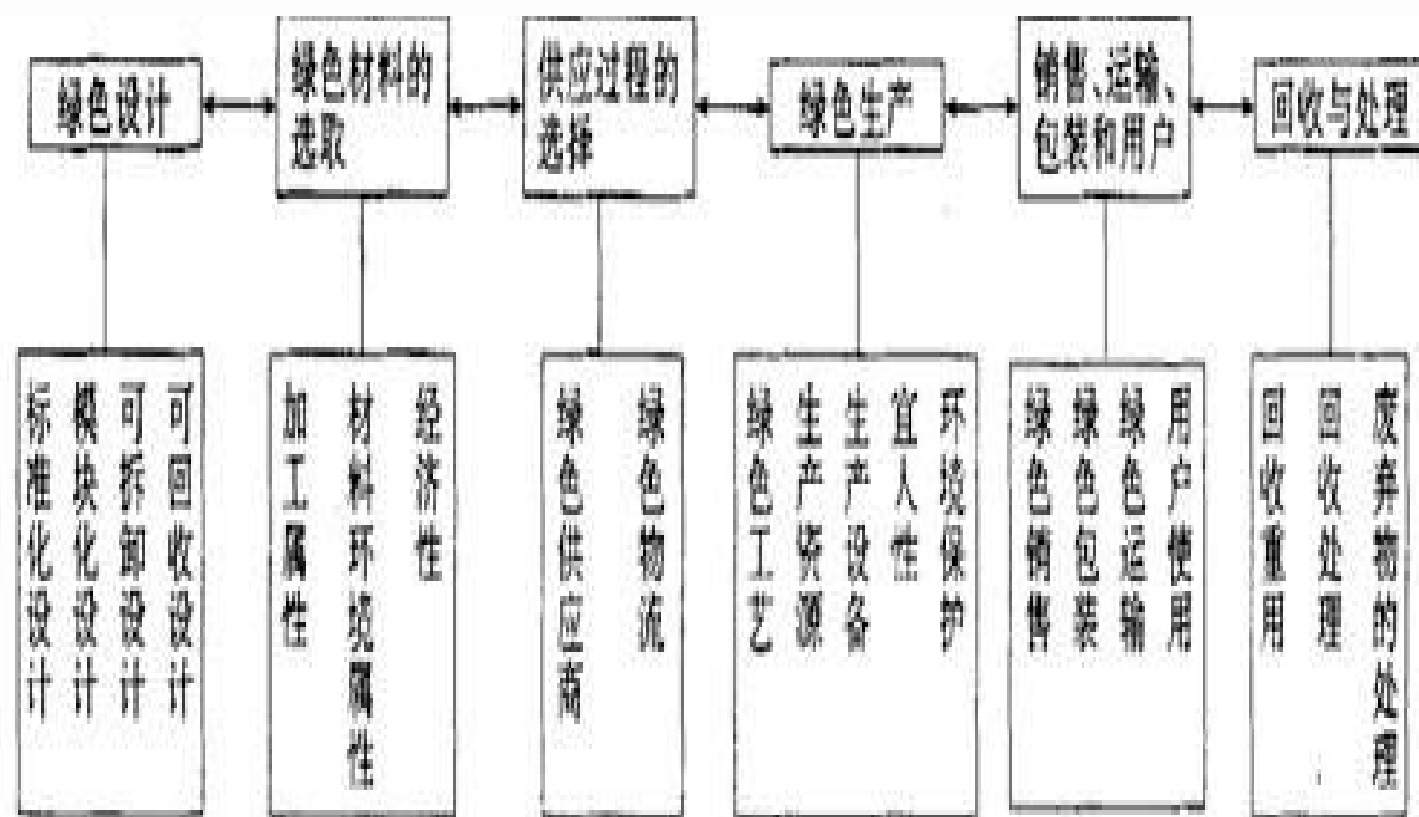 绿色设计
绿色材料的
选取
供应过程的
选择
绿色生产
销售、运输、
包装和用户
回收与处理
标准化设计
模块化设计
可拆卸设计
可回收设计
加工属性
材料环境属性
经济性
绿色供应商
绿色物流
绿色工艺
生产资源
生产设备
宜人性
环境保护
绿色销售
绿色包装
绿色运输
用户使用
回收重用
回收处理
废弃物的处理